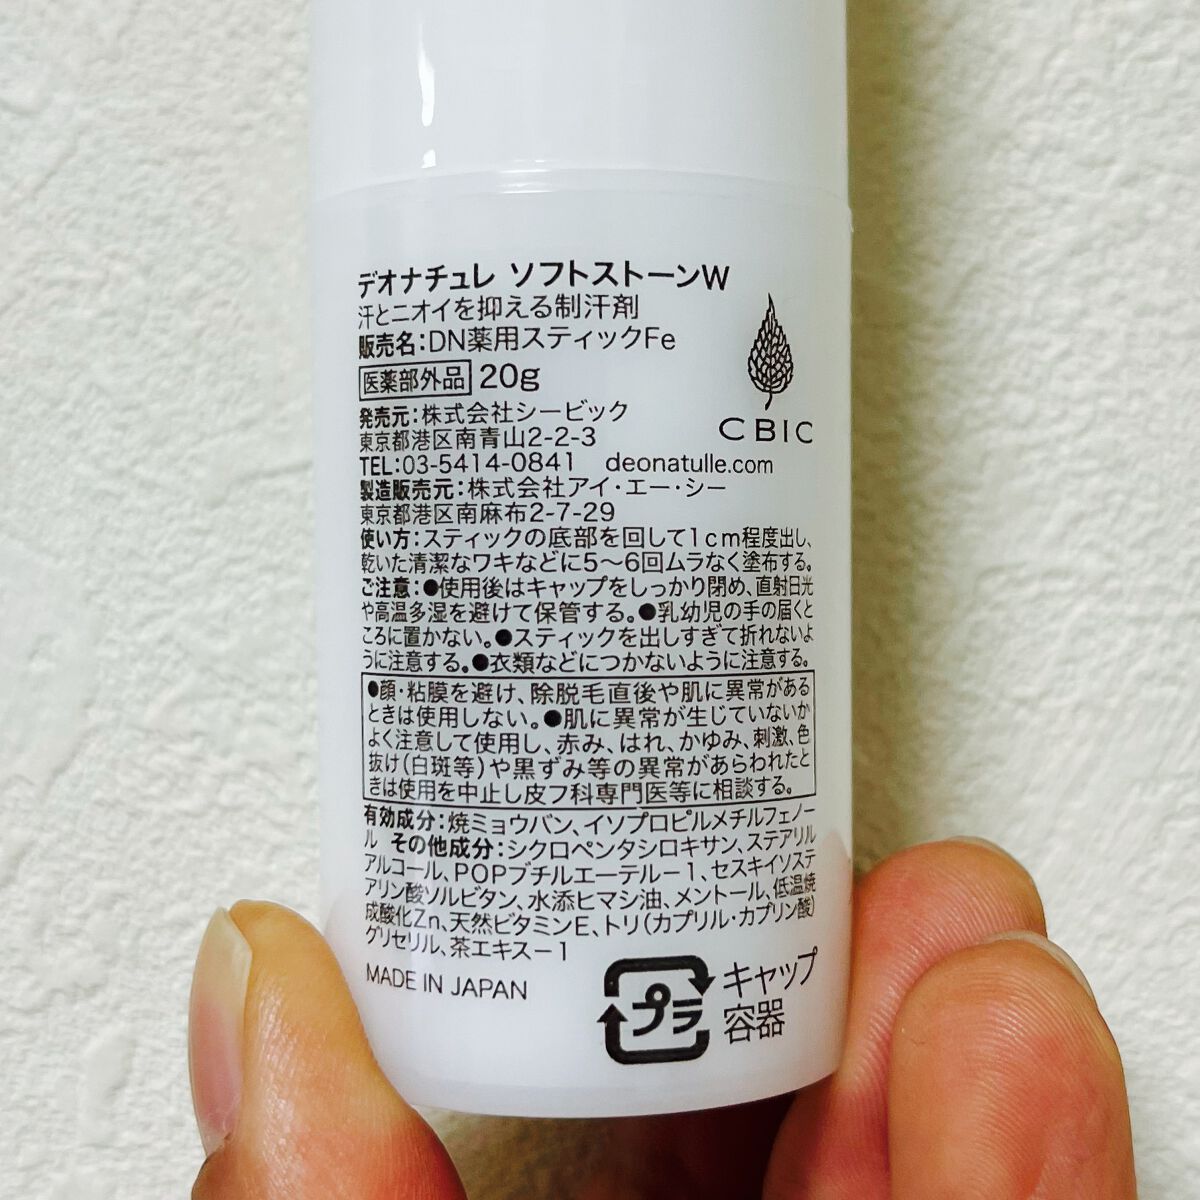 デオナチュレ ソフトストーンW
汗とニオイを抑える制汗剤
販売名:DN薬用スティックFe
医薬部外品 20g
CBIC
発売元:株式会社シービック
東京都港区南青山2-2-3
TEL:03-5414-0841 deonatulle.com
製造販売元:株式会社アイ・エー・シー
東京都港区南麻布2-7-29
使い方:スティックの底部を回して1cm程度出し、
乾いた清潔なワキなどに5〜6回ムラなく塗布する。
ご注意:●使用後はキャップをしっかり閉め、直射日光
や高温多湿を避けて保管する。●乳幼児の手の届くと
ころに置かない。●スティックを出しすぎて折れないよ
うに注意する。●衣類などにつかないように注意する。
●顔・粘膜を避け、除脱毛直後や肌に異常がある
ときは使用しない。●肌に異常が生じていないか
よく注意して使用し、赤み、はれ、かゆみ、刺激、色
抜け(白斑等)や黒ずみ等の異常があらわれたと
きは使用を中止し皮フ科専門医等に相談する。
有効成分:焼ミョウバン、イソプロピルメチルフェノー
ル その他成分:シクロペンタシロキサン、ステアリル
アルコール、POPブチルエーテル-1、セスキイソステ
アリン酸ソルビタン、水添ヒマシ油、メントール、低温焼
成酸化Zn、天然ビタミンE、トリ(カプリル・カプリン酸)
グリセリル、茶エキス-1
MADE IN JAPAN
プラ
キャップ
容器